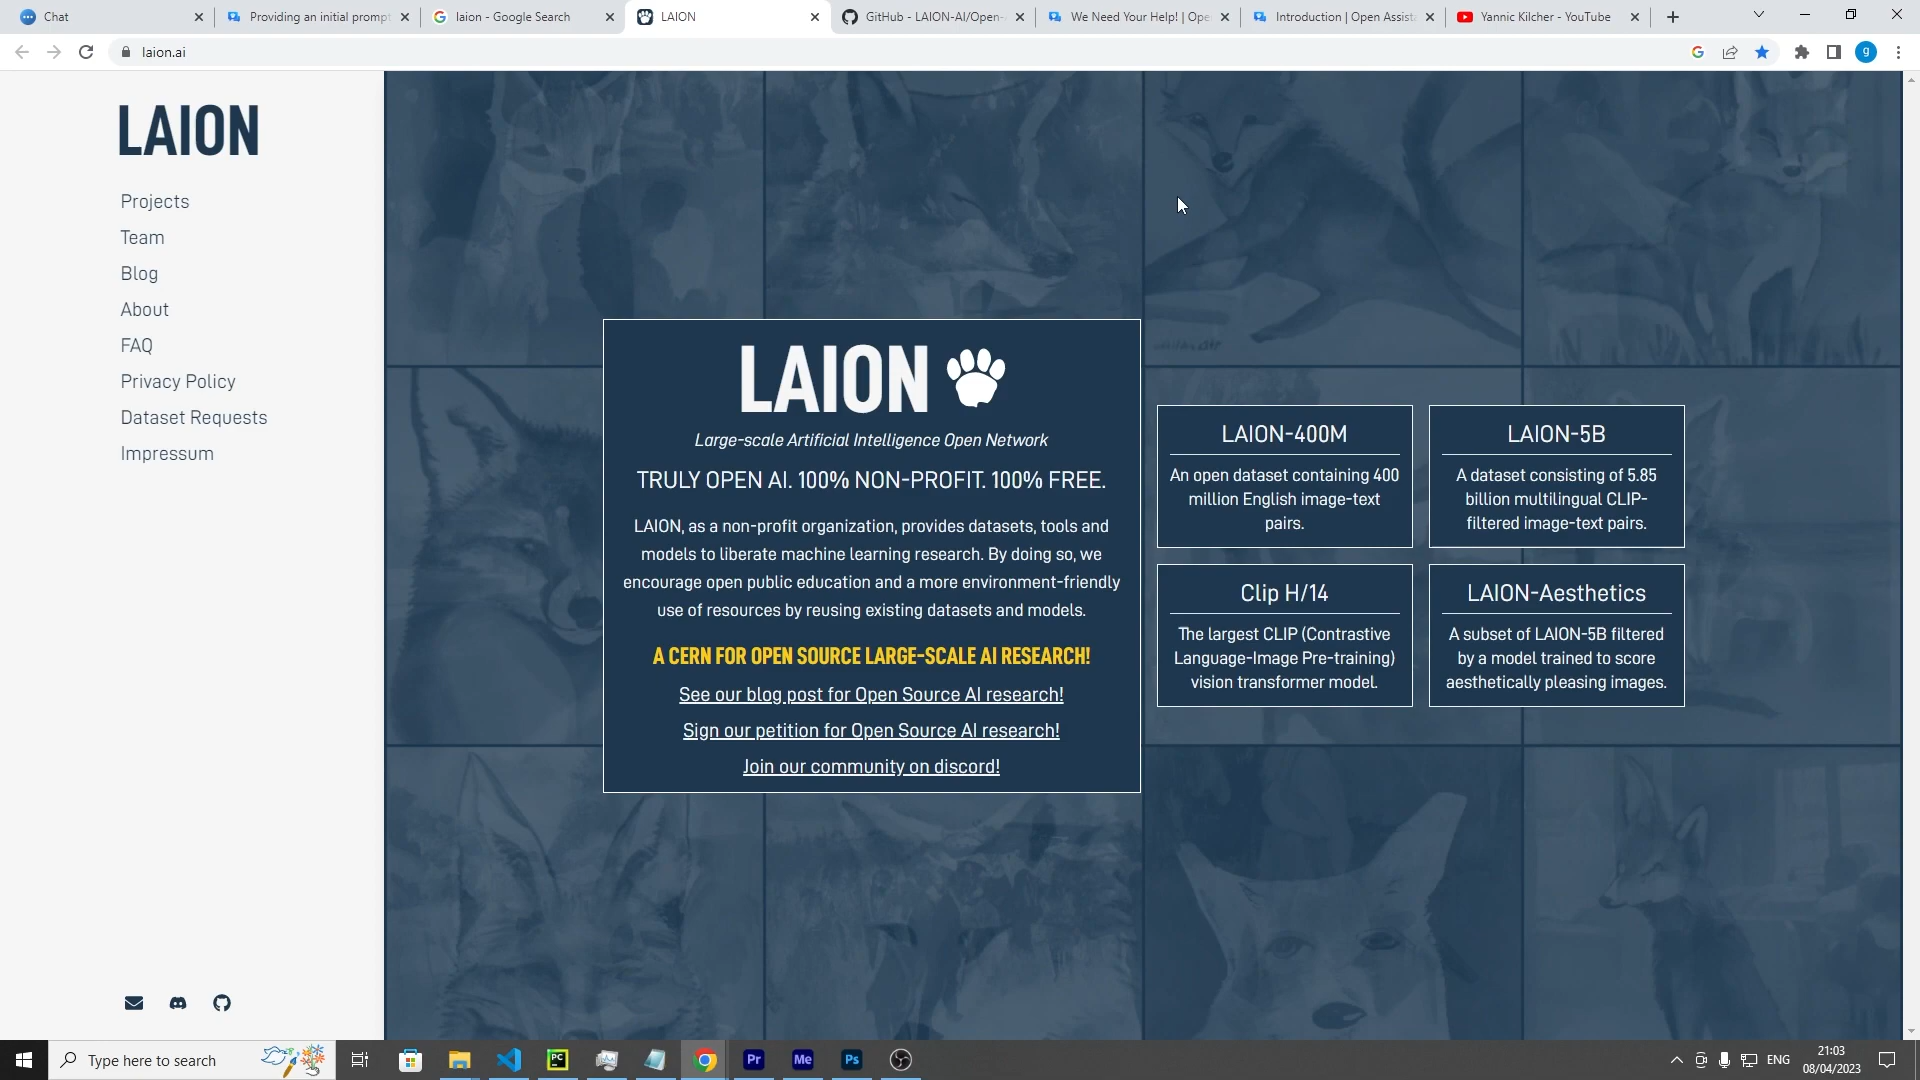 Chat
Providing an initial prompt
laion - Google Search
LAION
GitHub - LAION-AI/Open-
We Need Your Help! | Ope
Introduction | Open Assist
Yannic Kilcher - YouTube
laion.ai
g
LAION
Projects
Team
Blog
About
FAQ
Privacy Policy
Dataset Requests
Impressum
LAION
Large-scale Artificial Intelligence Open Network
TRULY OPEN AI. 100% NON-PROFIT. 100% FREE.
LAION, as a non-profit organization, provides datasets, tools and
models to liberate machine learning research. By doing so, we
encourage open public education and a more environment-friendly
use of resources by reusing existing datasets and models.
A CERN FOR OPEN SOURCE LARGE-SCALE AI RESEARCH!
See our blog post for Open Source AI research!
Sign our petition for Open Source AI research!
Join our community on discord!
LAION-400M
An open dataset containing 400
million English image-text
pairs.
LAION-5B
A dataset consisting of 5.85
billion multilingual CLIP-
filtered image-text pairs.
Clip H/14
The largest CLIP (Contrastive
Language-Image Pre-training)
vision transformer model.
LAION-Aesthetics
A subset of LAION-5B filtered
by a model trained to score
aesthetically pleasing images.
Type here to search
PC
Pr
Me
Ps
ENG
21:03
08/04/2023